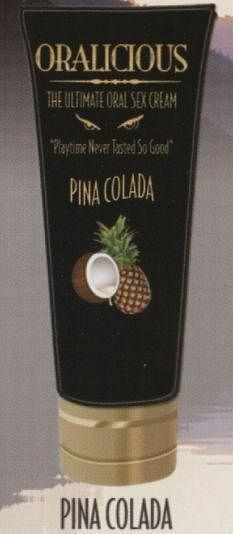 ORALICIOUS
THE ULTIMATE ORAL SEX CREAM
"Playtime Never Tasted So Good"
PINA COLADA
PINA COLADA